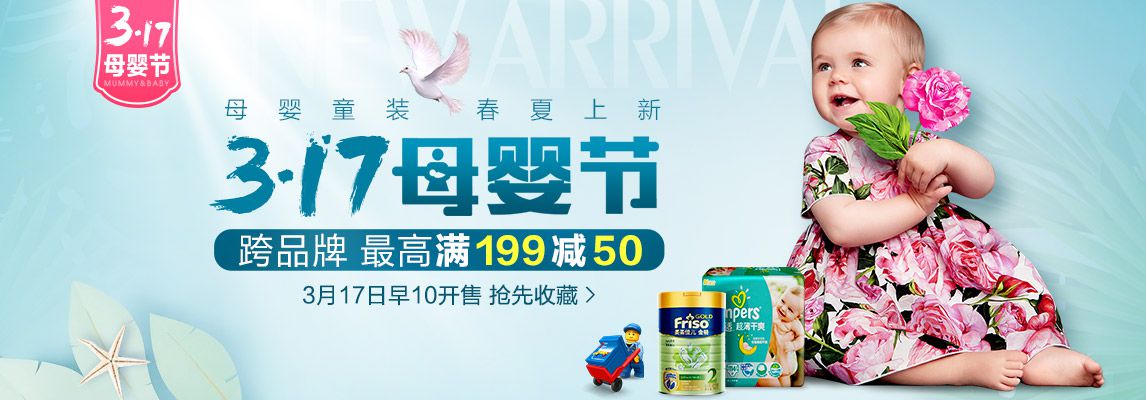 NEW ARRIVAL
3·17
母婴节
MUMMY&BABY
母婴童装 春夏上新
3·17母婴节
跨品牌 最高满199减50
3月17日早10开售 抢先收藏 >
Friso GOLD
美素佳儿 金装
2
mpers
超薄干爽